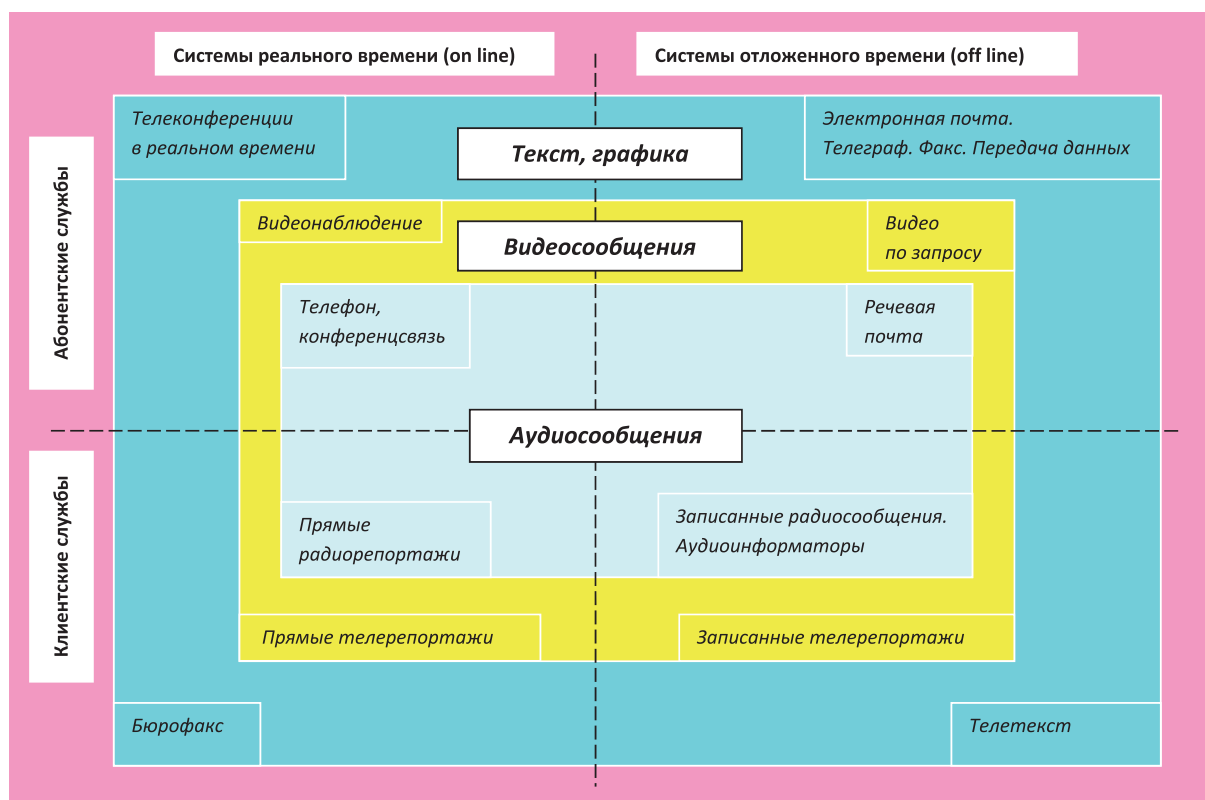 Системы реального времени (on line)
Системы отложенного времени (off line)
Абонентские службы
Телеконференции
в реальном времени
Текст, графика
Электронная почта.
Телеграф. Факс. Передача данных
Видеонаблюдение
Видеосообщения
Видео
по запросу
Телефон,
конференцсвязь
Речевая
почта
Аудиосообщения
Клиентские службы
Прямые
радиорепортажи
Записанные радиосообщения.
Аудиоинформаторы
Прямые телерепортажи
Записанные телерепортажи
Бюрофакс
Телетекст